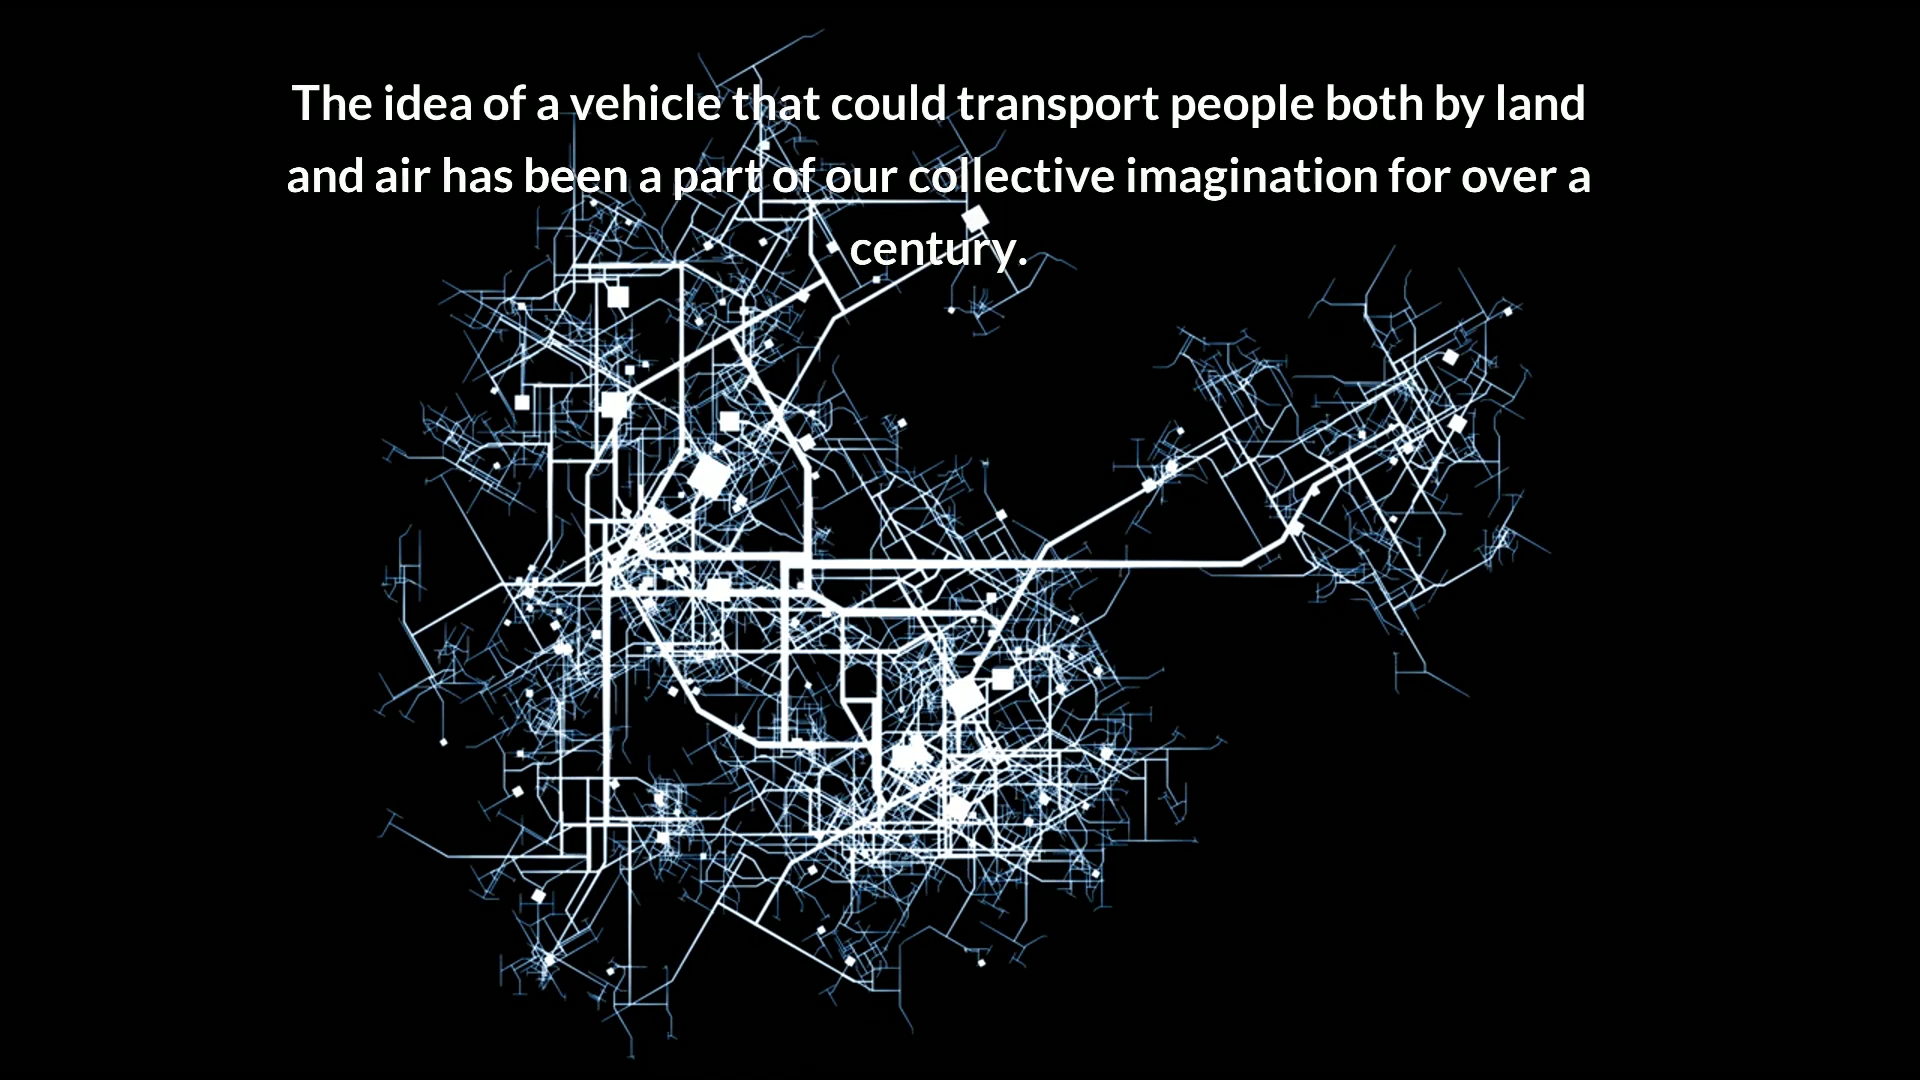 The idea of a vehicle that could transport people both by land
and air has been a part of our collective imagination for over a
century.